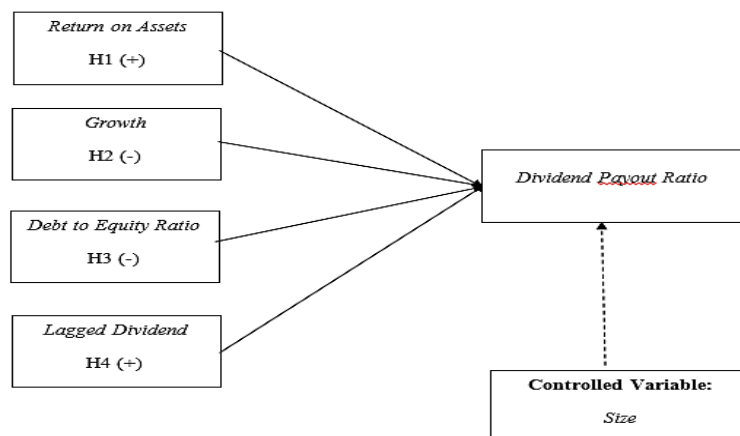 Return on Assets
H1 (+)
Growth
H2 (-)
Debt to Equity Ratio
H3 (-)
Lagged Dividend
H4 (+)
Dividend Payout Ratio
Controlled Variable:
Size